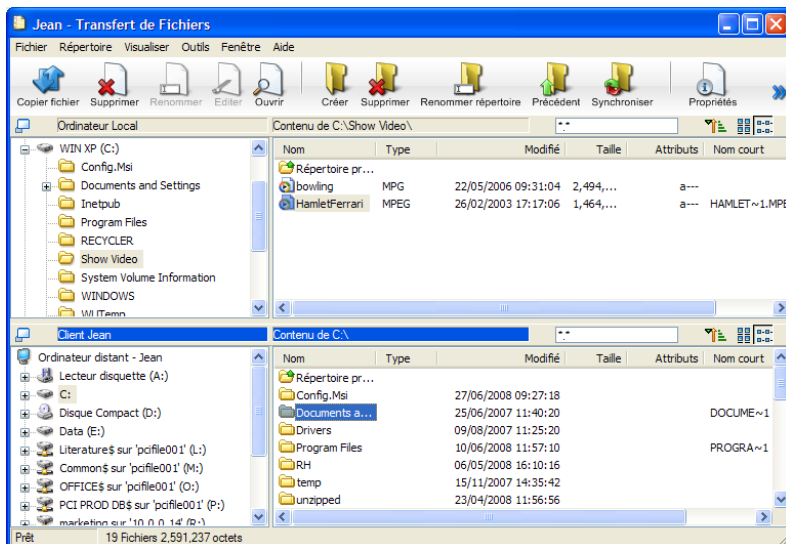 Jean - Transfert de Fichiers
Fichier Répertoire Visualiser Outils Fenêtre Aide
Copier fichier Supprimer Renommer Editer Ouvrir Créer Supprimer Renommer répertoire Précédent Synchroniser Propriétés
Ordinateur Local Contenu de C:\Show Video\ *.*
WIN XP (C:)
Config.Msi
Documents and Settings
Inetpub
Program Files
RECYCLER
Show Video
System Volume Information
WINDOWS
WUTemp
Nom Type Modifié Taille Attributs Nom court
Répertoire pr...
bowling MPG 22/05/2006 09:31:04 2,494,... a---
HamletFerrari MPEG 26/02/2003 17:17:06 1,464,... a--- HAMLET~1.MPE
Client Jean Contenu de C:\ *.*
Ordinateur distant - Jean
Lecteur disquette (A:)
C:
Disque Compact (D:)
Data (E:)
Literature$ sur 'pcifile001' (L:)
Common$ sur 'pcifile001' (M:)
OFFICE$ sur 'pcifile001' (O:)
PCI PROD DB$ sur 'pcifile001' (P:)
marketing sur '10.0.0.14' (R:)
Nom Type Modifié Taille Attributs Nom court
Répertoire pr...
Config.Msi 27/06/2008 09:27:18
Documents a... 25/06/2007 11:40:20 DOCUME~1
Drivers 09/08/2007 11:25:20
Program Files 10/06/2008 11:57:10 PROGRA~1
RH 06/05/2008 16:10:16
temp 15/11/2007 14:35:42
unzipped 23/04/2008 11:56:56
Prêt 19 Fichiers 2,591,237 octets